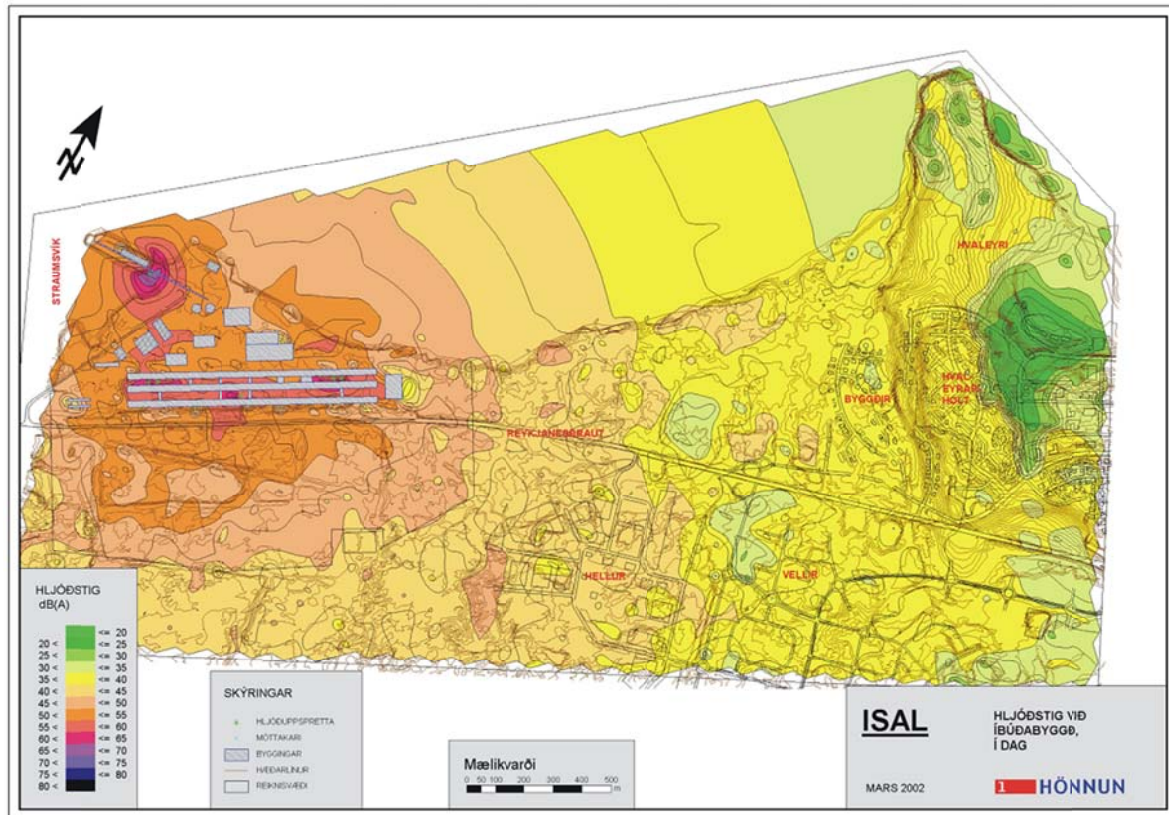 Z
STRAUMSVÍK
HVALEYRI
HVAL-
EYRAR-
HOLT
BYGGÐIR
REYKJANESBRAUT
HELLUR
VELLIR
HLJÓÐSTIG
dB(A)
<= 20
20 < <= 25
25 < <= 30
30 < <= 35
35 < <= 40
40 < <= 45
45 < <= 50
50 < <= 55
55 < <= 60
60 < <= 65
65 < <= 70
70 < <= 75
75 < <= 80
80 <
SKÝRINGAR
HLJÓÐUPPSPRETTA
MÓTTAKARI
BYGGINGAR
HÆÐARLÍNUR
REIKNISVÆÐI
Mælikvarði
0 50 100 200 300 400 500
m
ISAL
HLJÓÐSTIG VIÐ
ÍBÚÐABYGGÐ,
Í DAG
MARS 2002
1 HÖNNUN